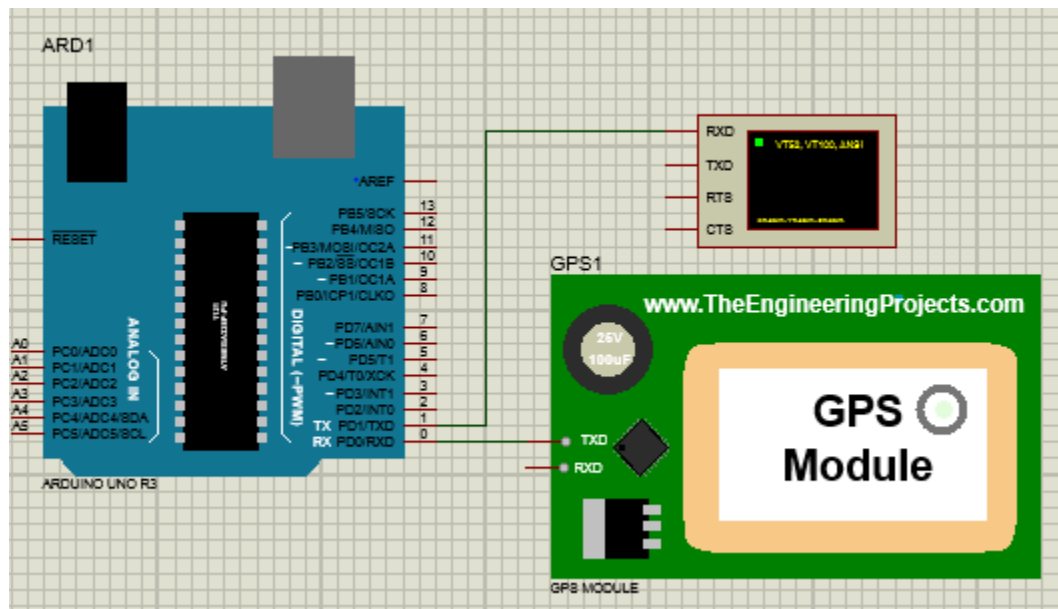 ARD1
AREF
13
PB5/SCK
12
PB4/MISO
11
~PB3/MOSI/OC2A
10
~PB2/SS/OC1B
9
~PB1/OC1A
8
PB0/ICP1/CLKO
7
PD7/AIN1
6
~PD6/AIN0
5
~PD5/T1
4
PD4/T0/XCK
3
~PD3/INT1
2
PD2/INT0
1
TX PD1/TXD
0
RX PD0/RXD
DIGITAL (~PWM)
RESET
ANALOG IN
A0 PC0/ADC0
A1 PC1/ADC1
A2 PC2/ADC2
A3 PC3/ADC3
A4 PC4/ADC4/SDA
A5 PC5/ADC5/SCL
ARDUINO UNO R3
RXD
TXD
RTS
CTS
VT52, VT100, ANSI
GPS1
www.TheEngineeringProjects.com
25V
100uF
TXD
RXD
GPS
Module
GPS MODULE